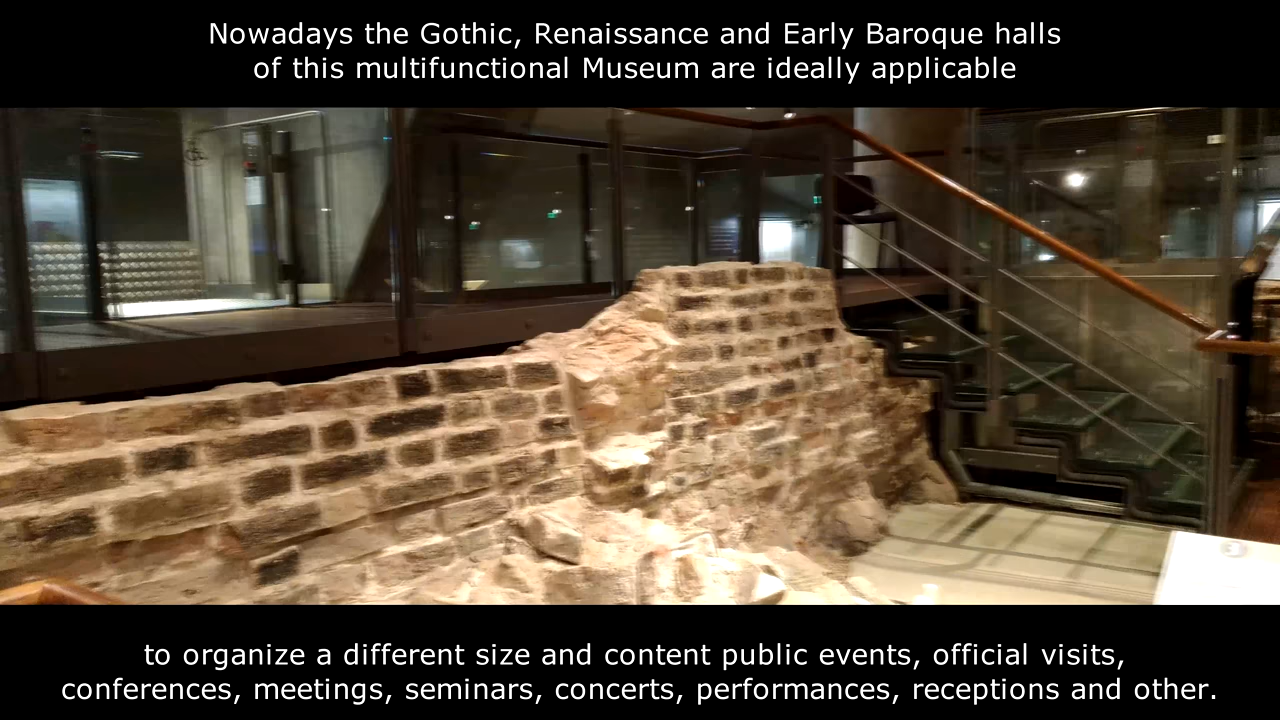 Nowadays the Gothic, Renaissance and Early Baroque halls
of this multifunctional Museum are ideally applicable
to organize a different size and content public events, official visits,
conferences, meetings, seminars, concerts, performances, receptions and other.